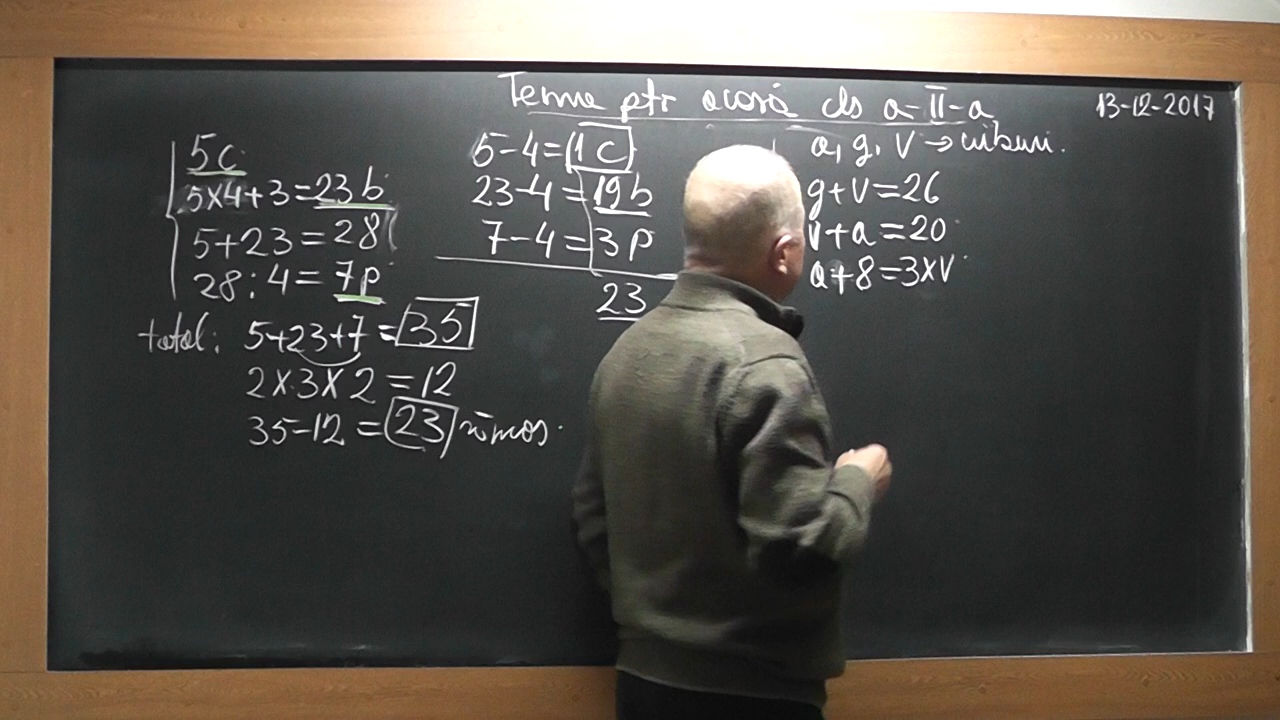 Tema ptr acasă cls a-II-a
13-12-2017
5c
5x4+3=23b
5+23=28
28:4=7p
total: 5+23+7=35
2x3x2=12
35-12=23 rămas.
5-4=1c
23-4=19b
7-4=3p
23
a, g, v → cuburi.
g+v=26
v+a=20
a+8=3xv